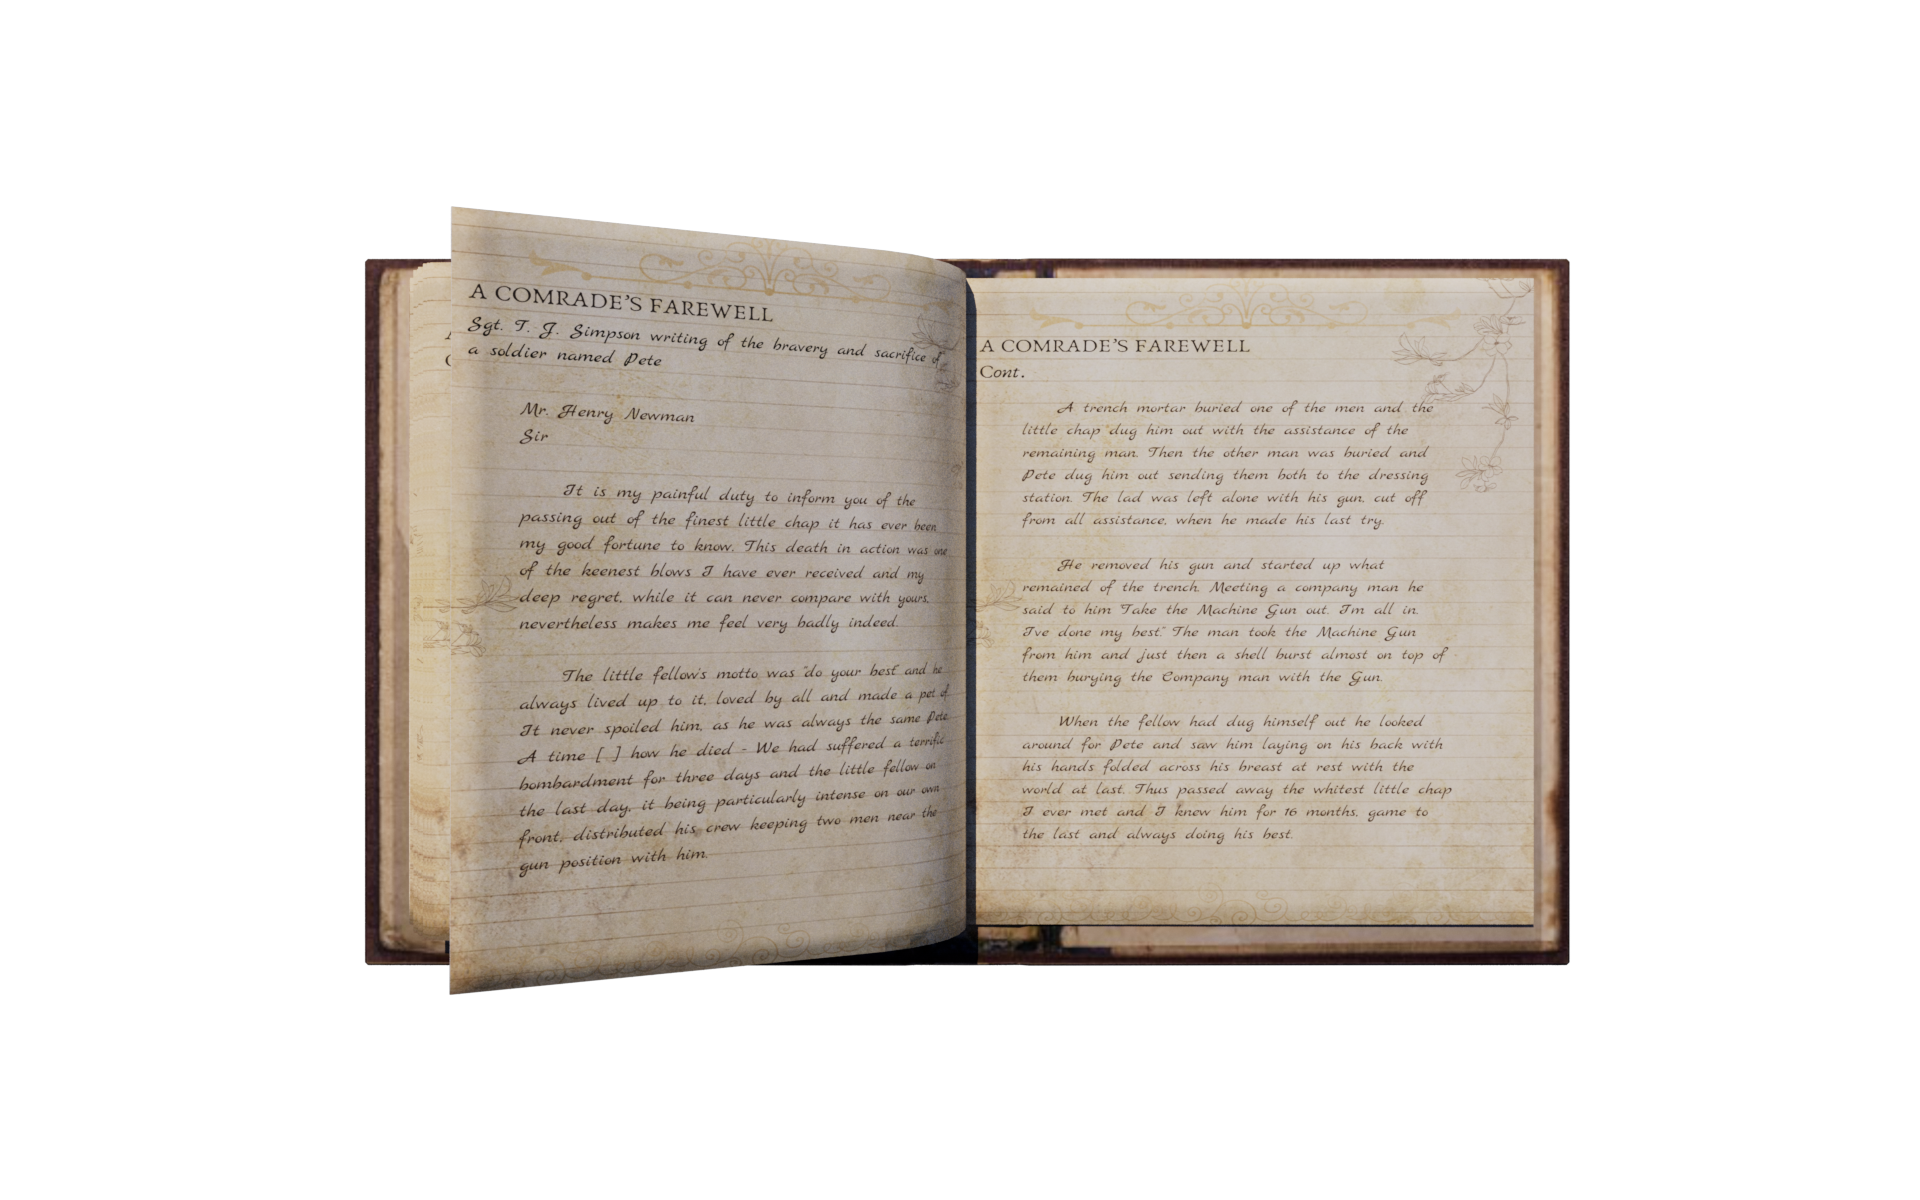 A COMRADE'S FAREWELL
Sgt. T. J. Simpson writing of the bravery and sacrifice of
a soldier named Pete
Mr. Henry Newman
Sir
It is my painful duty to inform you of the
passing out of the finest little chap it has ever been
my good fortune to know. This death in action was one
of the keenest blows I have ever received and my
deep regret, while it can never compare with yours,
nevertheless makes me feel very badly indeed.
The little fellow's motto was "do your best" and he
always lived up to it, loved by all and made a pet of.
It never spoiled him, as he was always the same Pete.
A time [ ] how he died - We had suffered a terrific
bombardment for three days and the little fellow on
the last day, it being particularly intense on our own
front, distributed his crew keeping two men near the
gun position with him.
A COMRADE'S FAREWELL
Cont.
A trench mortar buried one of the men and the
little chap dug him out with the assistance of the
remaining man. Then the other man was buried and
Pete dug him out sending them both to the dressing
station. The lad was left alone with his gun, cut off
from all assistance, when he made his last try.
He removed his gun and started up what
remained of the trench. Meeting a company man he
said to him Take the Machine Gun out. I'm all in.
I've done my best." The man took the Machine Gun
from him and just then a shell burst almost on top of
them burying the Company man with the Gun.
When the fellow had dug himself out he looked
around for Pete and saw him laying on his back with
his hands folded across his breast at rest with the
world at last. Thus passed away the whitest little chap
I ever met and I knew him for 16 months, game to
the last and always doing his best.